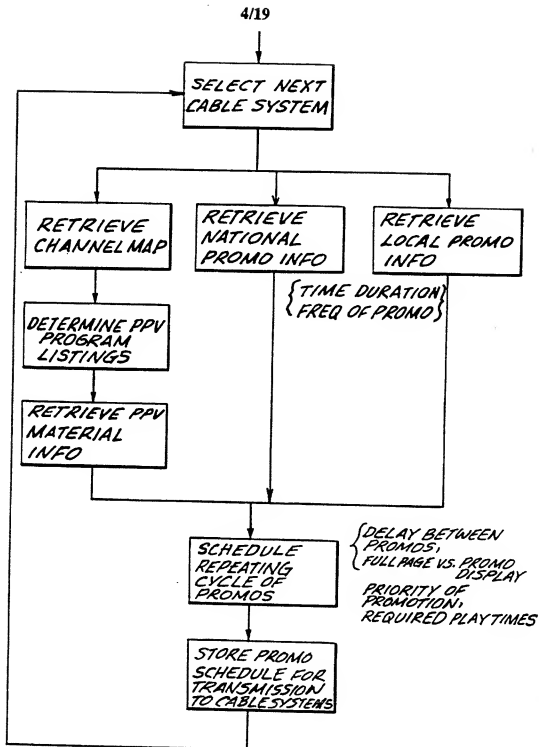 4/19
SELECT NEXT
CABLE SYSTEM
RETRIEVE
CHANNEL MAP
RETRIEVE
NATIONAL
PROMO INFO
RETRIEVE
LOCAL PROMO
INFO
{TIME DURATION}
{FREQ OF PROMO}
DETERMINE PPV
PROGRAM
LISTINGS
RETRIEVE PPV
MATERIAL
INFO
SCHEDULE
REPEATING
CYCLE OF
PROMOS
{DELAY BETWEEN
PROMOS,
FULL PAGE VS. PROMO
DISPLAY
PRIORITY OF
PROMOTION,
REQUIRED PLAY TIMES
STORE PROMO
SCHEDULE FOR
TRANSMISSION
TO CABLE SYSTEMS